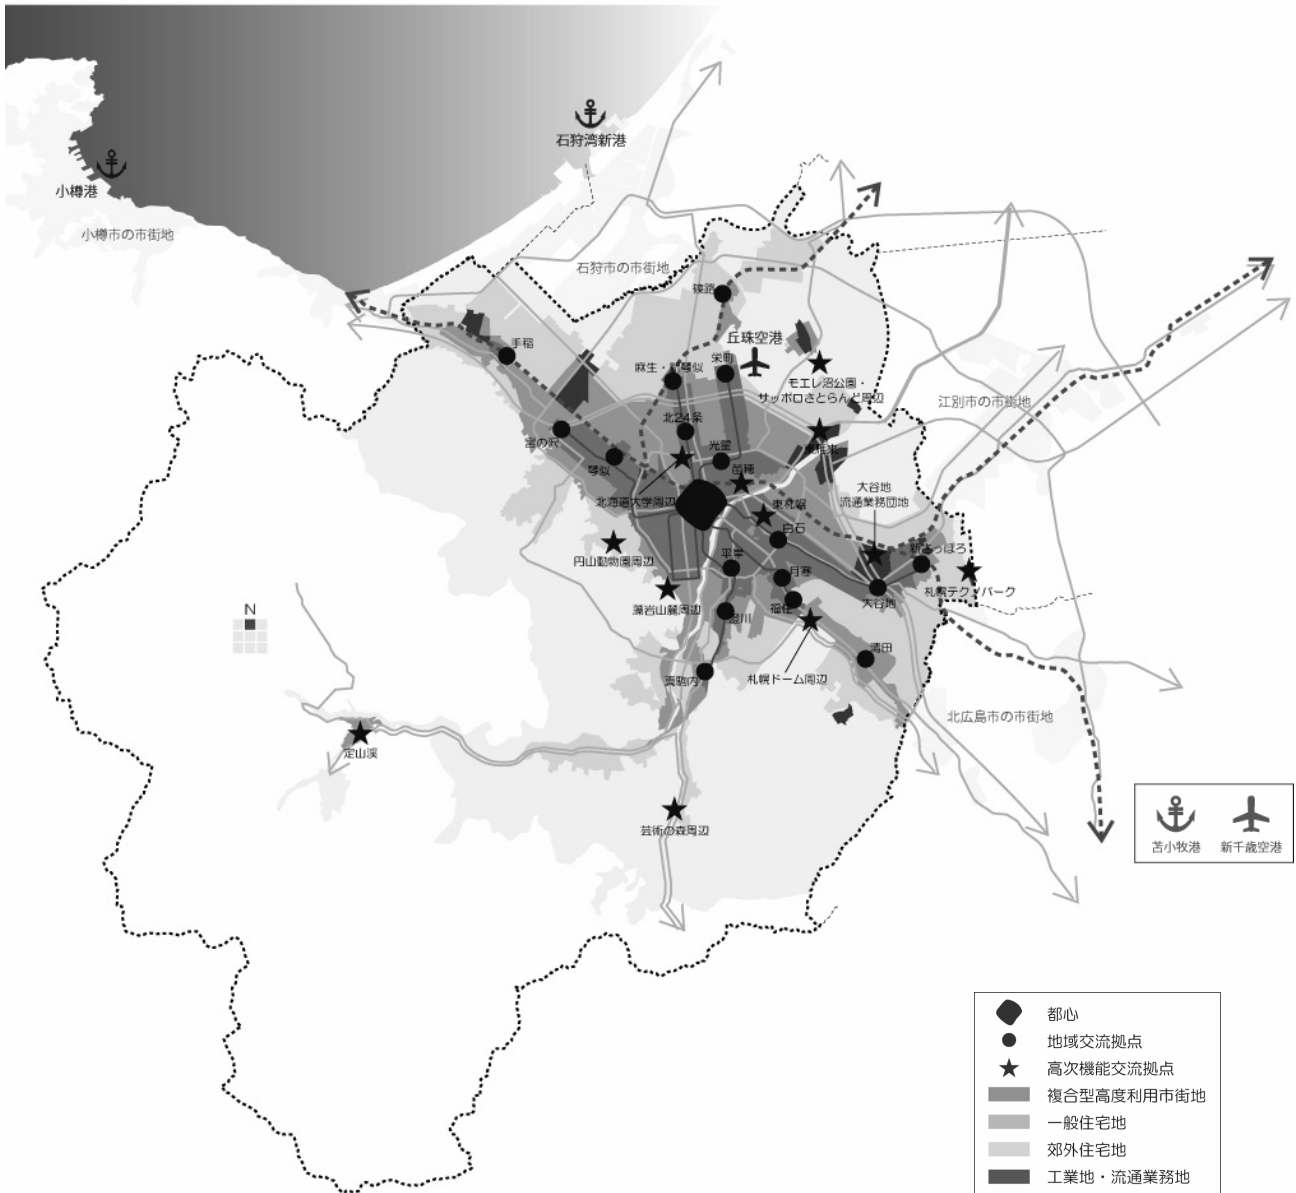 石狩湾新港
小樽港
小樽市の市街地
石狩市の市街地
篠路
丘珠空港
手稲
麻生・新琴似
栄町
モエレ沼公園・
サッポロさとらんど周辺
江別市の市街地
北24条
宮の沢
光星
東雁来
琴似
苗穂
北海道大学周辺
大谷地
流通業務団地
東札幌
白石
円山動物園周辺
平岸
新さっぽろ
月寒
札幌テクノパーク
大谷地
藻岩山麓周辺
福住
澄川
N
清田
真駒内
札幌ドーム周辺
北広島市の市街地
定山渓
芸術の森周辺
苫小牧港
新千歳空港
都心
地域交流拠点
高次機能交流拠点
複合型高度利用市街地
一般住宅地
郊外住宅地
工業地・流通業務地